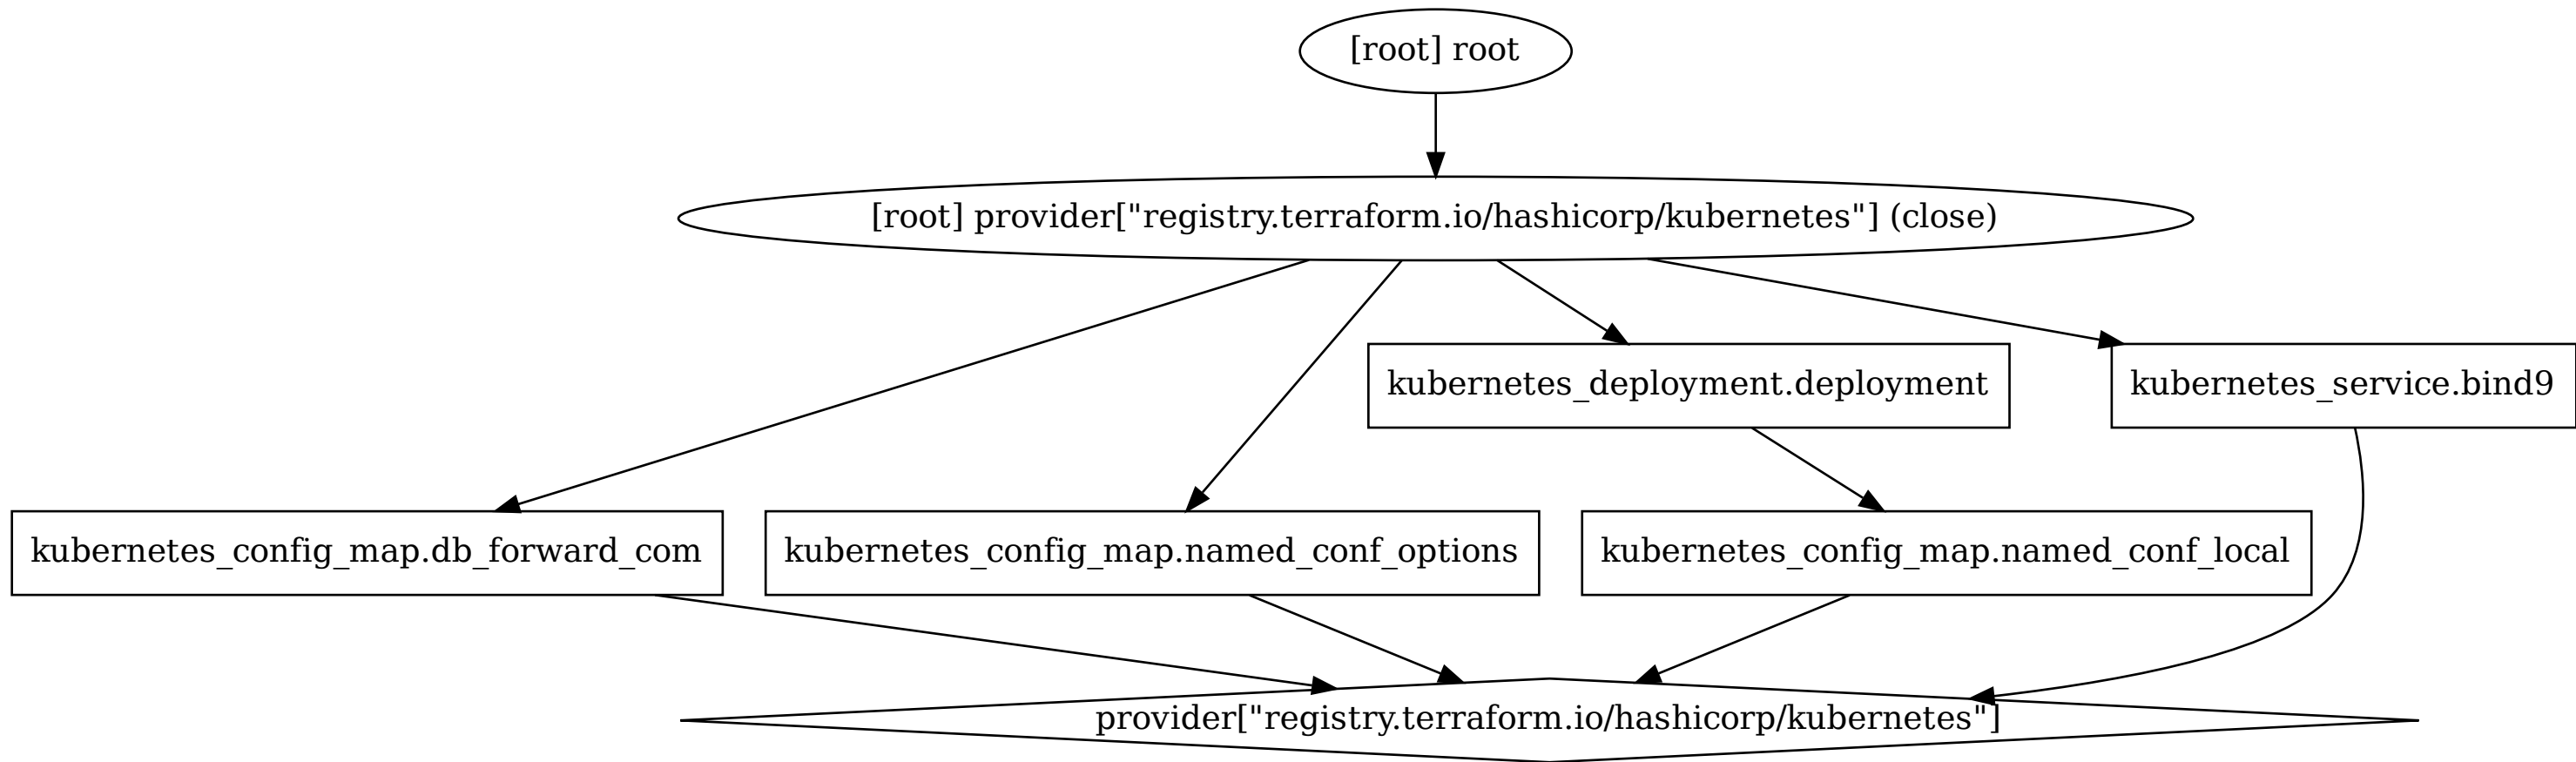 [root] root
[root] provider["registry.terraform.io/hashicorp/kubernetes"] (close)
kubernetes_deployment.deployment
kubernetes_service.bind9
kubernetes_config_map.db_forward_com
kubernetes_config_map.named_conf_options
kubernetes_config_map.named_conf_local
provider["registry.terraform.io/hashicorp/kubernetes"]